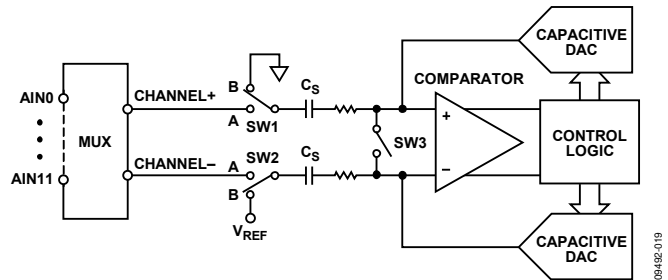 CAPACITIVE
DAC
COMPARATOR
B
CS
AIN0
CHANNEL+
A
SW1
+
MUX
SW3
CONTROL
LOGIC
CS
CHANNEL–
A
SW2
–
AIN11
B
VREF
CAPACITIVE
DAC
09492-019